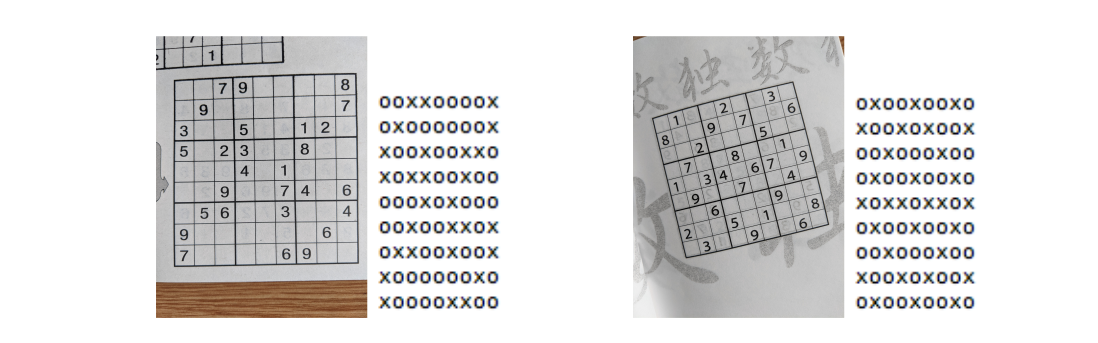 7
2 1
7 9 8
9 7
3 5 1 2
5 2 3 8
4 1
9 7 4 6
5 6 3 4
9 6
7 6 9
OOXXOOOOX
OXOOOOOOX
XOOXOOXXO
XOXXOOXOO
OOOXOXOOO
OOXOOXXOX
OXXOOXOOX
XOOOOOOXO
XOOOOXXOO
数独数
1 2 3
8 9 7 6
2 5
7 8 1
1 3 4 6 7 9
9 7 4
6 9
2 5 1 8
3 9 6
OXOOXOOXO
XOOXOXOOX
OOXOOOXOO
OXOOXOOXO
XOXXOXXOX
OXOOXOOXO
OOXOOOXOO
XOOXOXOOX
OXOOXOOXO